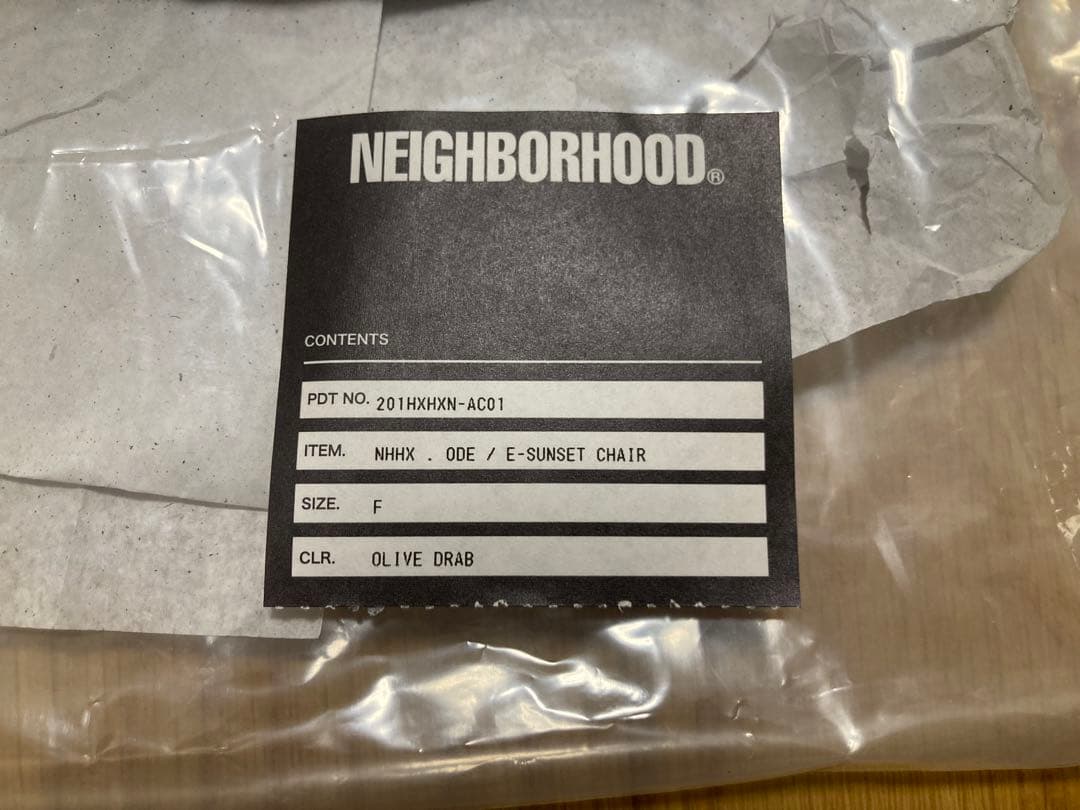 NEIGHBORHOOD®
CONTENTS
PDT NO. 201HXHXN-AC01
ITEM. NHHX . ODE / E-SUNSET CHAIR
SIZE. F
CLR. OLIVE DRAB